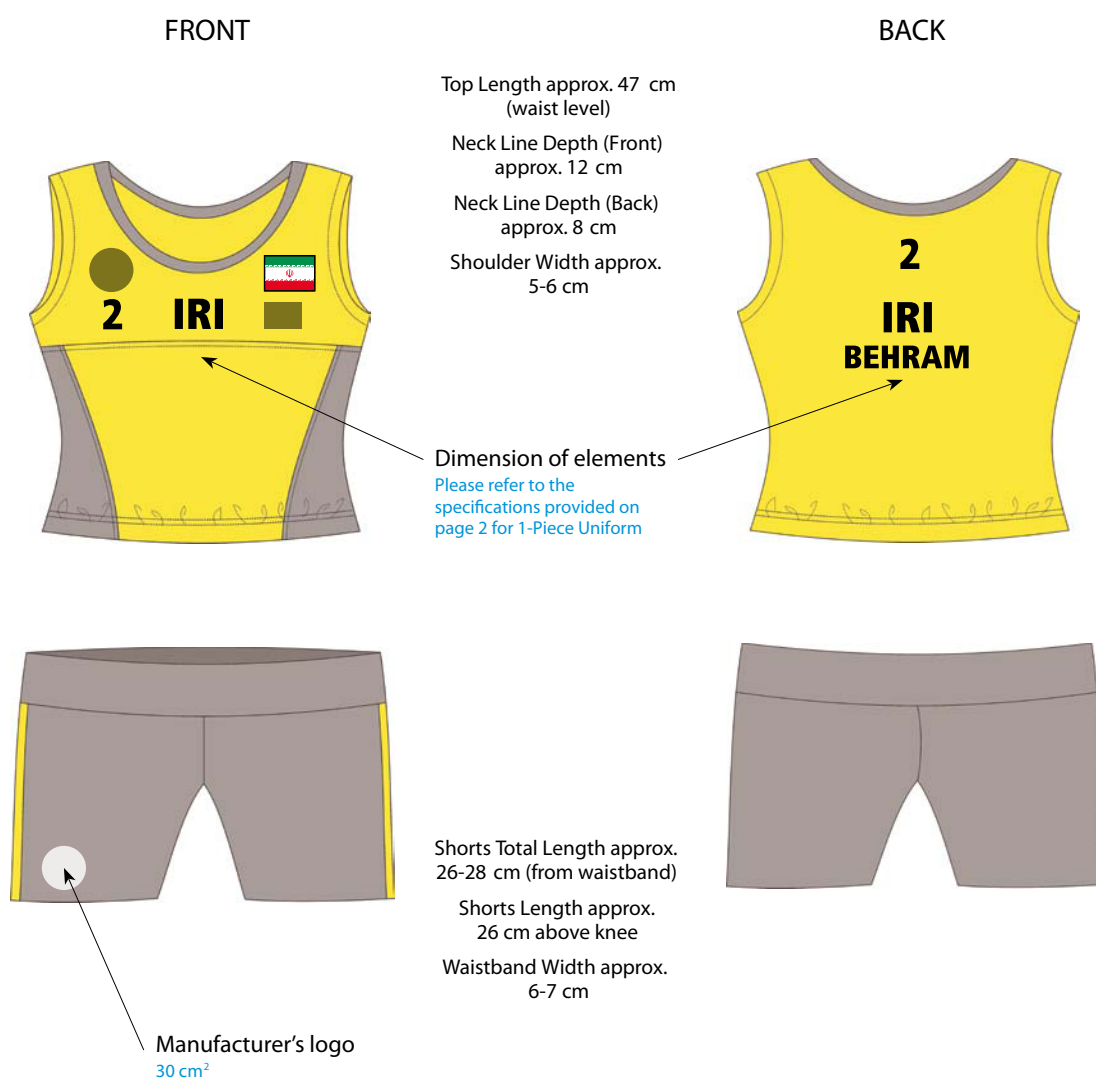 FRONT
BACK
Top Length approx. 47 cm
(waist level)
Neck Line Depth (Front)
approx. 12 cm
Neck Line Depth (Back)
approx. 8 cm
Shoulder Width approx.
5-6 cm
2 IRI
2
IRI
BEHRAM
Dimension of elements
Please refer to the
specifications provided on
page 2 for 1-Piece Uniform
Shorts Total Length approx.
26-28 cm (from waistband)
Shorts Length approx.
26 cm above knee
Waistband Width approx.
6-7 cm
Manufacturer’s logo
30 cm²